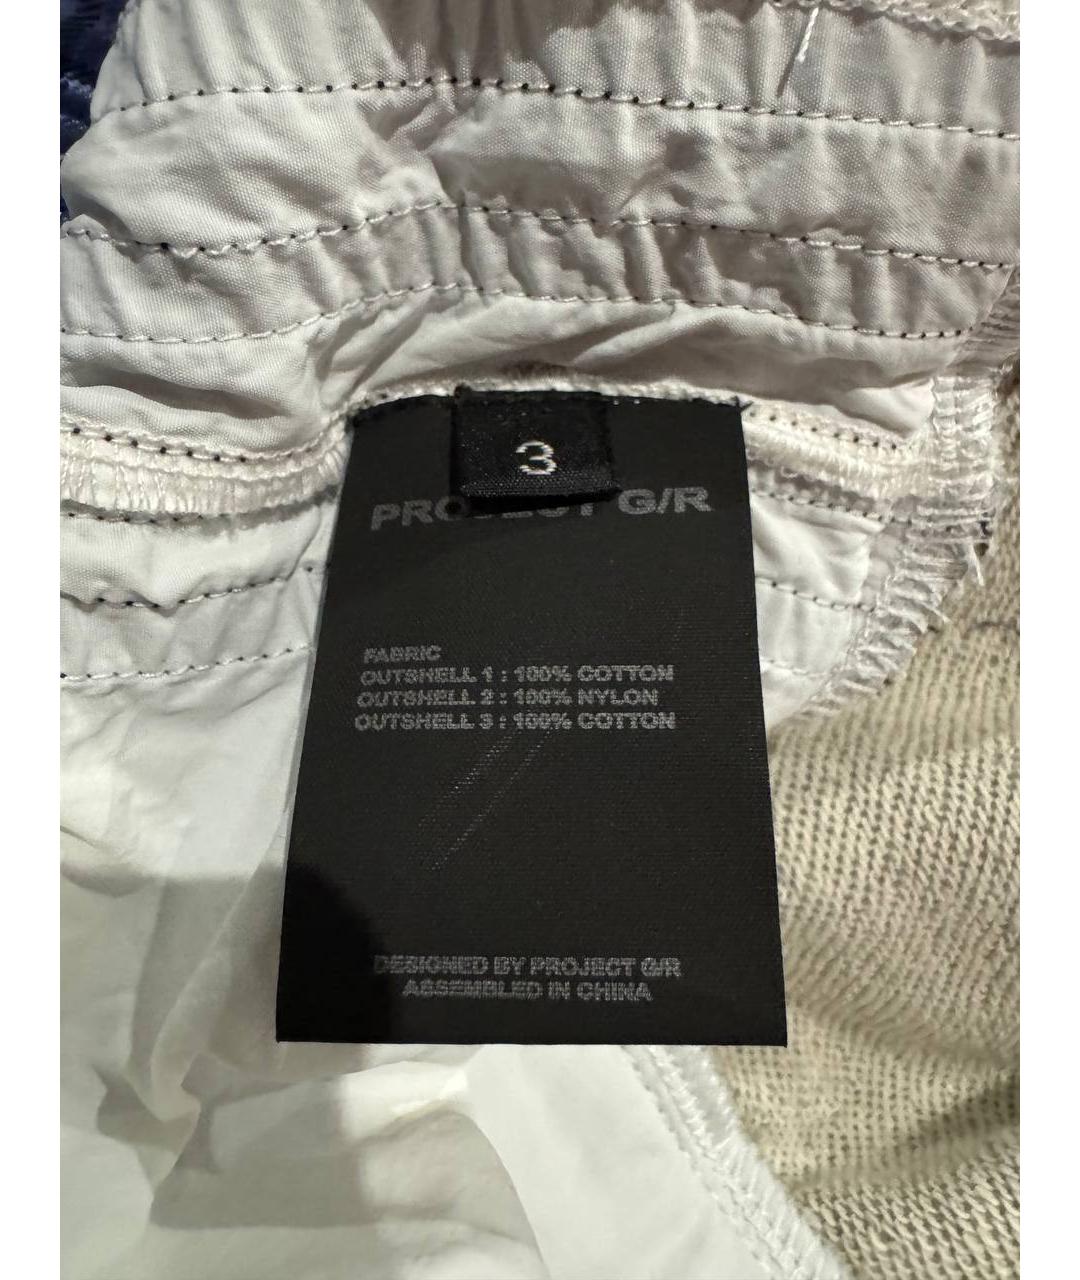 3
PROJECT G/R
FABRIC
OUTSHELL 1 : 100% COTTON
OUTSHELL 2 : 100% NYLON
OUTSHELL 3 : 100% COTTON
DESIGNED BY PROJECT G/R
ASSEMBLED IN CHINA